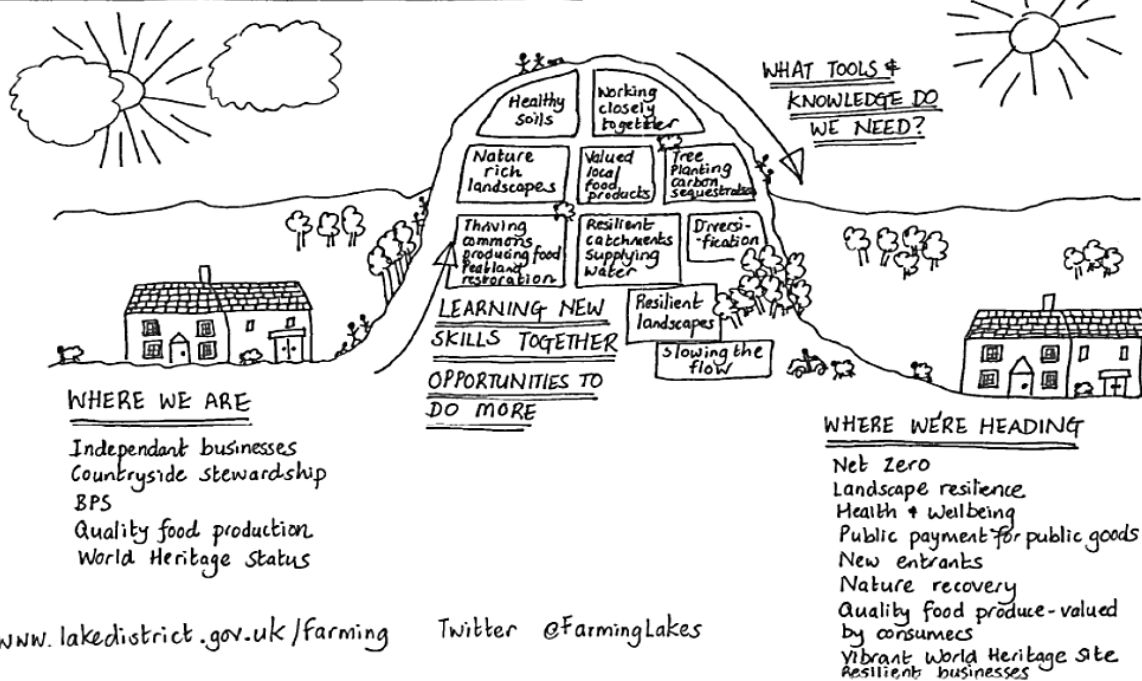 Healthy
soils
Working
closely
together
Nature
rich
landscapes
Valued
local
food
products
Tree
Planting
carbon
sequestration
Thriving
commons
producing food
Peatland
restoration
Resilient
catchments
Supplying
water
Diversi-
-fication
Resilient
landscapes
Slowing the
flow
WHAT TOOLS &
KNOWLEDGE DO
WE NEED?
LEARNING NEW
SKILLS TOGETHER
OPPORTUNITIES TO
DO MORE
WHERE WE ARE
Independant businesses
Countryside stewardship
BPS
Quality food production
World Heritage Status
WHERE WE'RE HEADING
Net Zero
Landscape resilience
Health & Wellbeing
Public payment for public goods
New entrants
Nature recovery
Quality food produce-valued
by consumers
Vibrant World Heritage Site
Resilient businesses
www.lakedistrict.gov.uk/farming Twitter @FarmingLakes